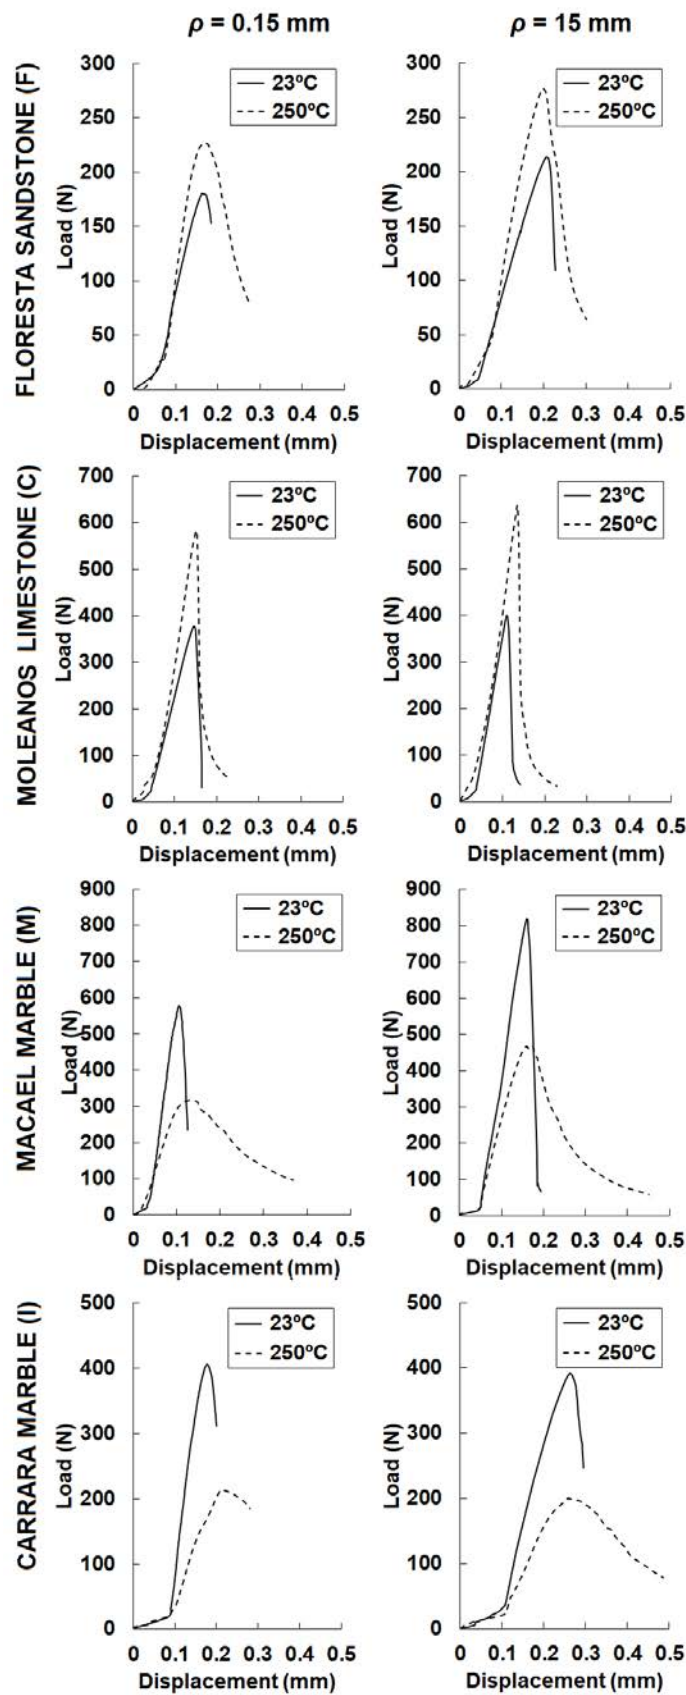 ρ = 0.15 mm
ρ = 15 mm
FLORESTA SANDSTONE (F)
Load (N)
300
250
200
150
100
50
0
0 0.1 0.2 0.3 0.4 0.5
Displacement (mm)
23ºC
250ºC
Load (N)
300
250
200
150
100
50
0
0 0.1 0.2 0.3 0.4 0.5
Displacement (mm)
23ºC
250ºC
MOLEANOS LIMESTONE (C)
Load (N)
700
600
500
400
300
200
100
0
0 0.1 0.2 0.3 0.4 0.5
Displacement (mm)
23ºC
250ºC
Load (N)
700
600
500
400
300
200
100
0
0 0.1 0.2 0.3 0.4 0.5
Displacement (mm)
23ºC
250ºC
MACAEL MARBLE (M)
Load (N)
900
800
700
600
500
400
300
200
100
0
0 0.1 0.2 0.3 0.4 0.5
Displacement (mm)
23ºC
250ºC
Load (N)
900
800
700
600
500
400
300
200
100
0
0 0.1 0.2 0.3 0.4 0.5
Displacement (mm)
23ºC
250ºC
CARRARA MARBLE (I)
Load (N)
500
400
300
200
100
0
0 0.1 0.2 0.3 0.4 0.5
Displacement (mm)
23ºC
250ºC
Load (N)
500
400
300
200
100
0
0 0.1 0.2 0.3 0.4 0.5
Displacement (mm)
23ºC
250ºC